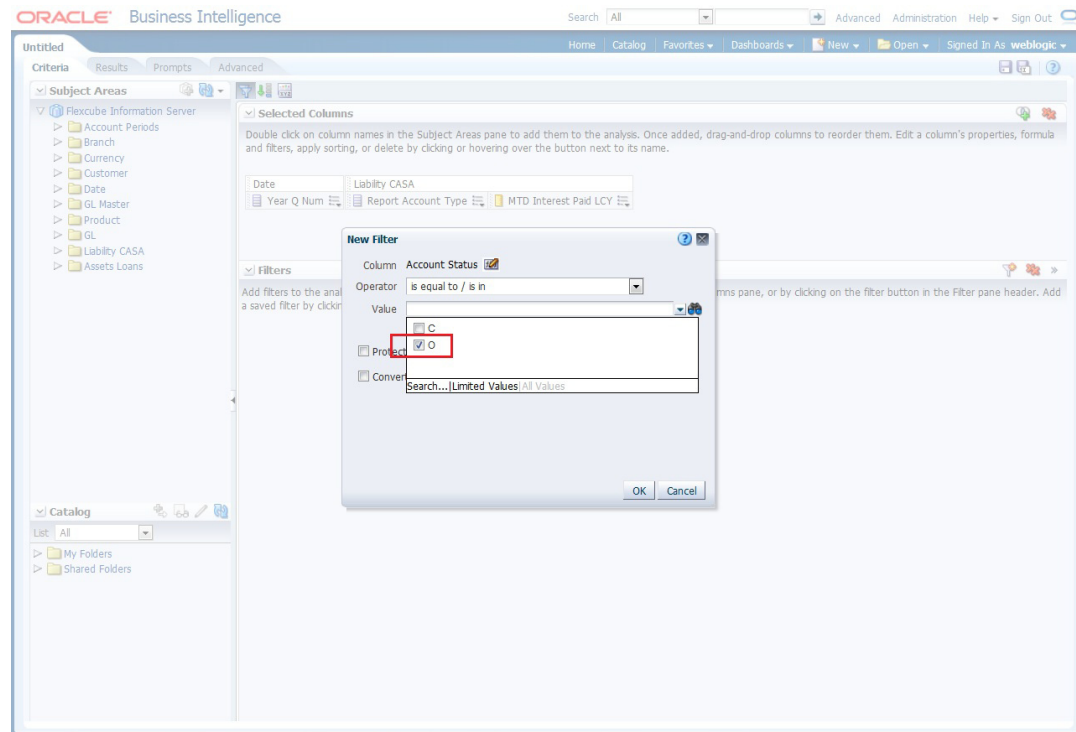 ORACLE Business Intelligence Search All Advanced Administration Help Sign Out
Untitled Home Catalog Favorites Dashboards New Open Signed In As weblogic
Criteria Results Prompts Advanced
Subject Areas
Flexcube Information Server
Account Periods
Branch
Currency
Customer
Date
GL Master
Product
GL
Liability CASA
Assets Loans
Selected Columns
Double click on column names in the Subject Areas pane to add them to the analysis. Once added, drag-and-drop columns to reorder them. Edit a column's properties, formula
and filters, apply sorting, or delete by clicking or hovering over the button next to its name.
Date Liability CASA
Year Q Num Report Account Type MTD Interest Paid LCY
Filters
Add filters to the anal mns pane, or by clicking on the filter button in the Filter pane header. Add
a saved filter by clickin
New Filter
Column Account Status
Operator is equal to / is in
Value
C
O
Protect
Conver
Search...|Limited Values|All Values
OK Cancel
Catalog
List All
My Folders
Shared Folders